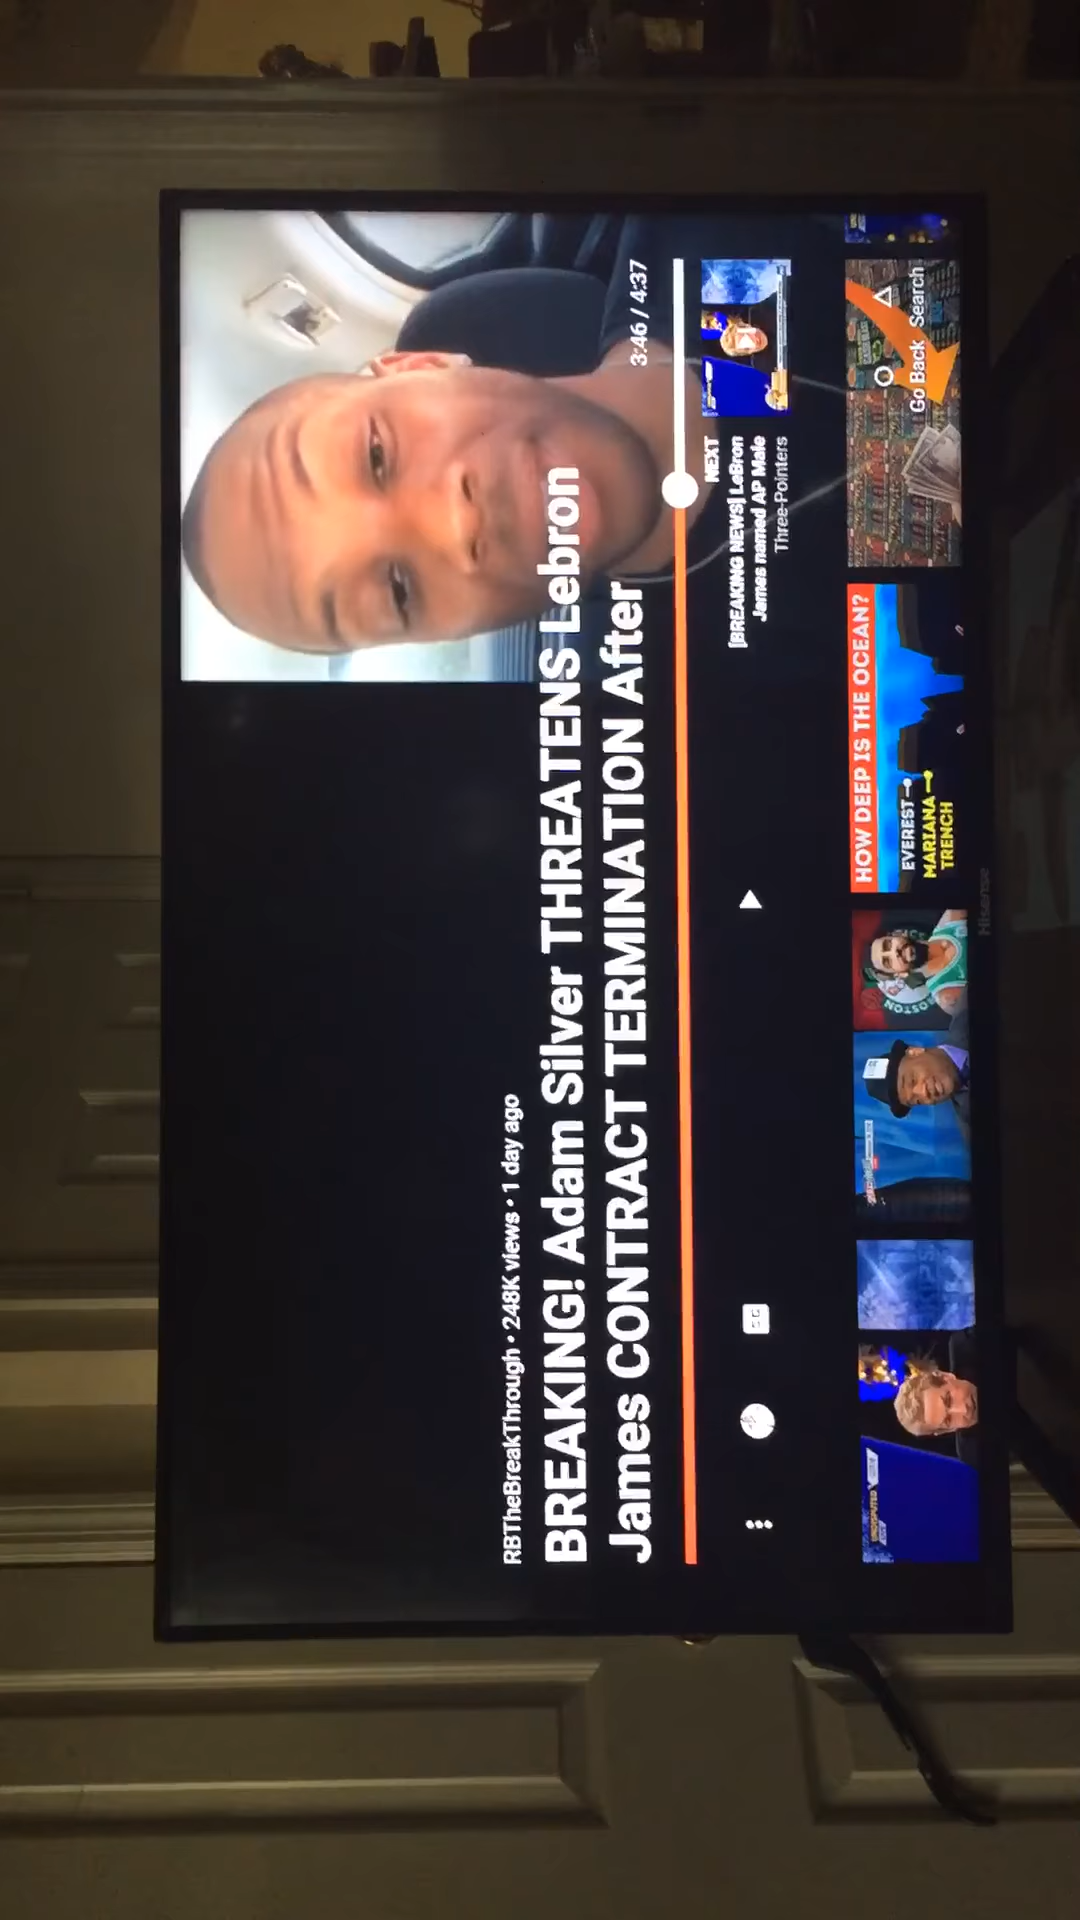 RBTheBreakThrough • 248K views • 1 day ago
BREAKING! Adam Silver THREATENS Lebron
James CONTRACT TERMINATION After
3:46 / 4:37
NEXT
[BREAKING NEWS] LeBron
James named AP Male
Three-Pointers
UNDISPUTED
BOSTON
HOW DEEP IS THE OCEAN?
EVEREST
MARIANA
TRENCH
Go Back
Search
Hisense